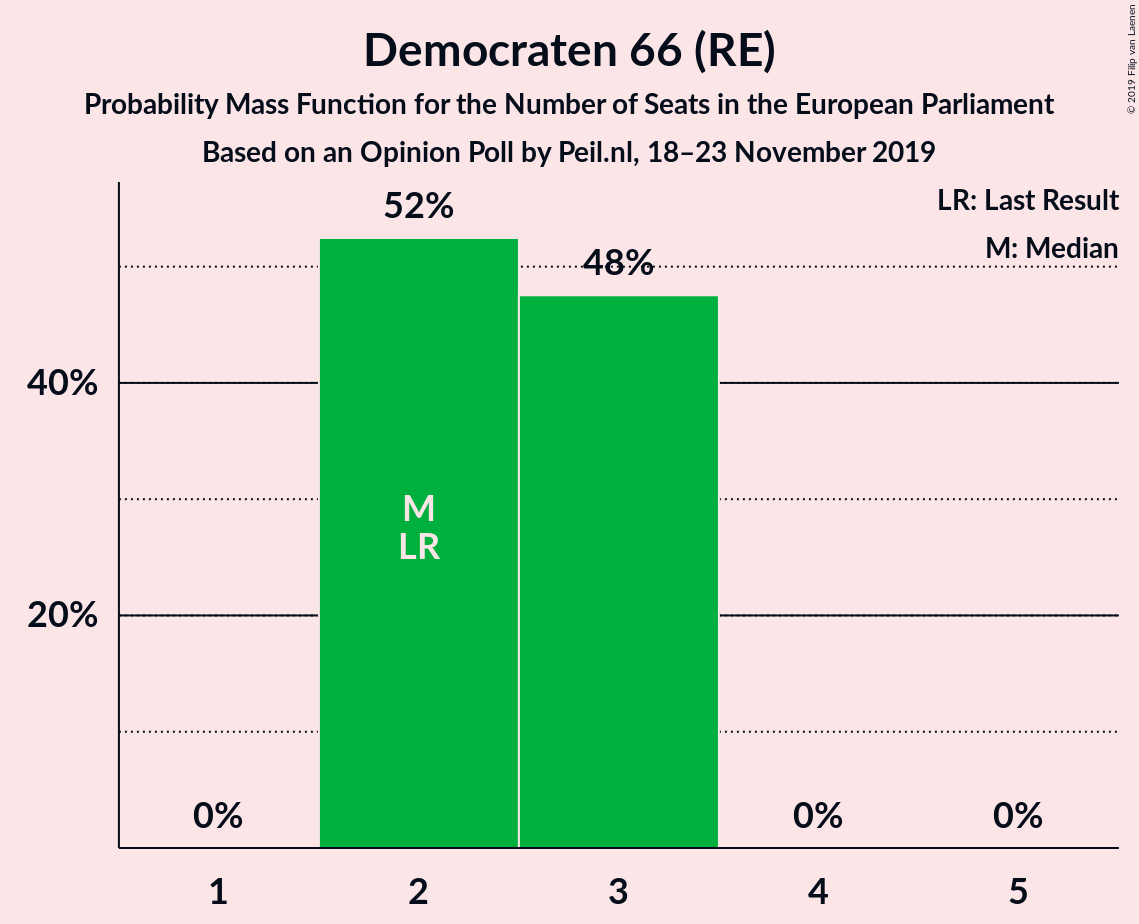 Democraten 66 (RE)
Probability Mass Function for the Number of Seats in the European Parliament
Based on an Opinion Poll by Peil.nl, 18–23 November 2019
© 2019 Filip van Laenen
LR: Last Result
M: Median
52%
48%
40%
20%
M
LR
0%
0%
0%
1
2
3
4
5